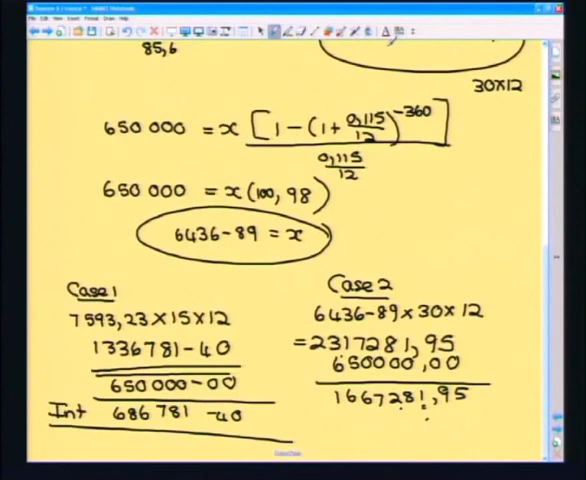 85,6
30×12
650 000 = x [1 – (1 + 0,115/12)^–360] / (0,115/12)
650 000 = x (100, 98)
6436–89 = x
Case 1
7593,23 × 15 × 12
1336781–40
650 000–00
Int 686 781 –40
Case 2
6436–89 × 30 × 12
= 2317281,95
650000,00
1667281,95